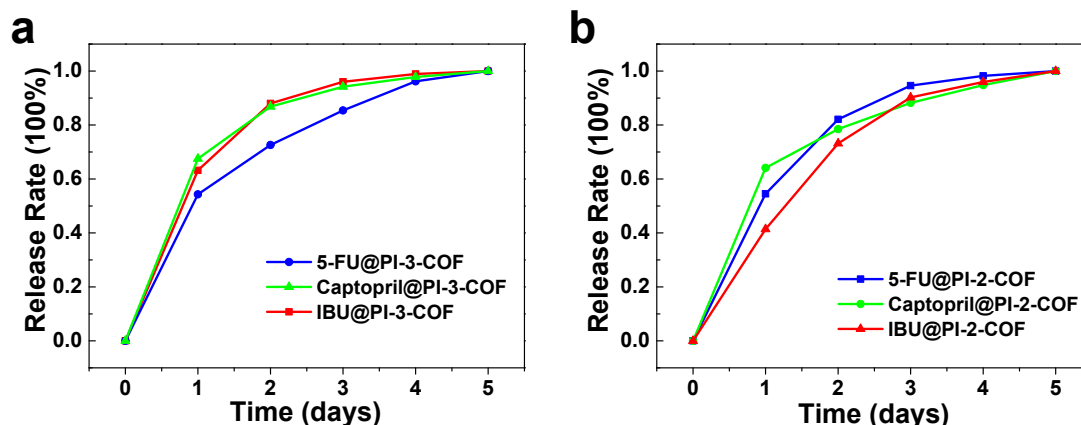 a
Release Rate (100%)
1.0
0.8
0.6
0.4
0.2
0.0
5-FU@PI-3-COF
Captopril@PI-3-COF
IBU@PI-3-COF
0 1 2 3 4 5
Time (days)
b
Release Rate (100%)
1.0
0.8
0.6
0.4
0.2
0.0
5-FU@PI-2-COF
Captopril@PI-2-COF
IBU@PI-2-COF
0 1 2 3 4 5
Time (days)